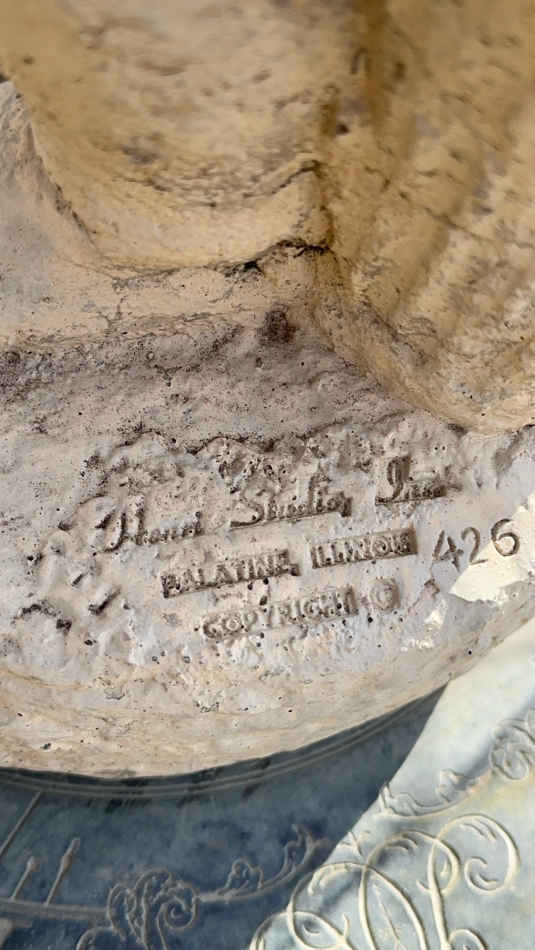 Henri Studio, Inc.
PALATINE, ILLINOIS 426
COPYRIGHT ©